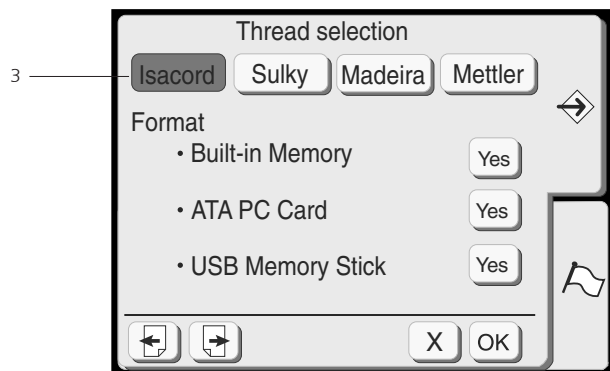 Thread selection
3
Isacord Sulky Madeira Mettler
Format
• Built-in Memory Yes
• ATA PC Card Yes
• USB Memory Stick Yes
X OK